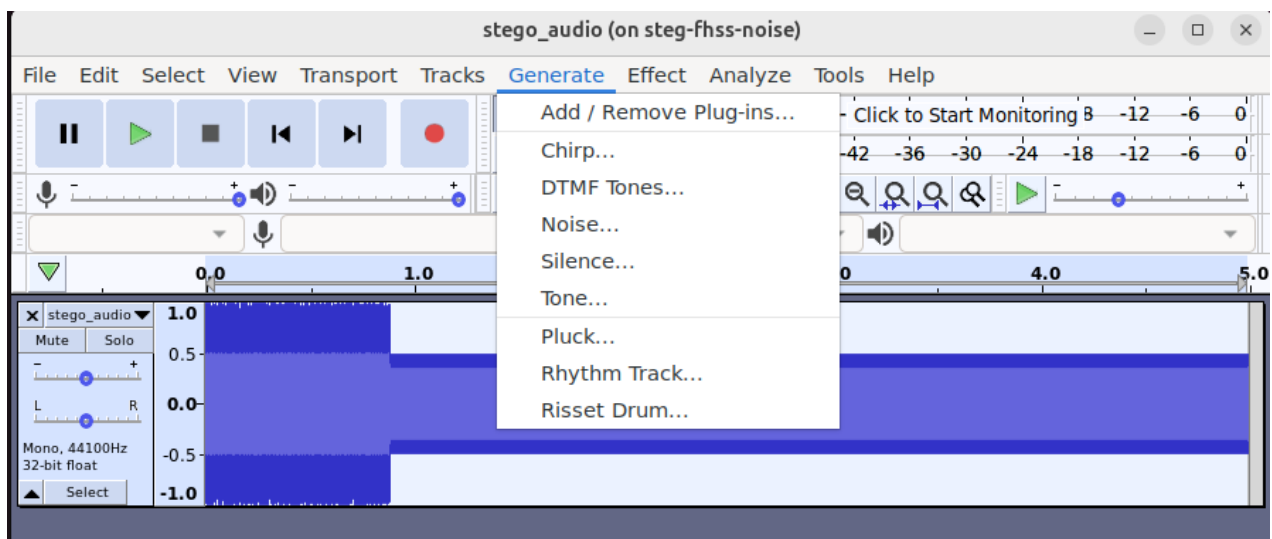 stego_audio (on steg-fhss-noise)
File Edit Select View Transport Tracks Generate Effect Analyze Tools Help
Add / Remove Plug-ins...
Chirp...
DTMF Tones...
Noise...
Silence...
Tone...
Pluck...
Rhythm Track...
Risset Drum...
- Click to Start Monitoring -12 -6 0
-42 -36 -30 -24 -18 -12 -6 0
- + - +
- +
0,0 1.0 4.0 5.0
x stego_audio 1.0
Mute Solo
0.5
- +
L R 0.0
Mono, 44100Hz
32-bit float
-0.5
Select -1.0